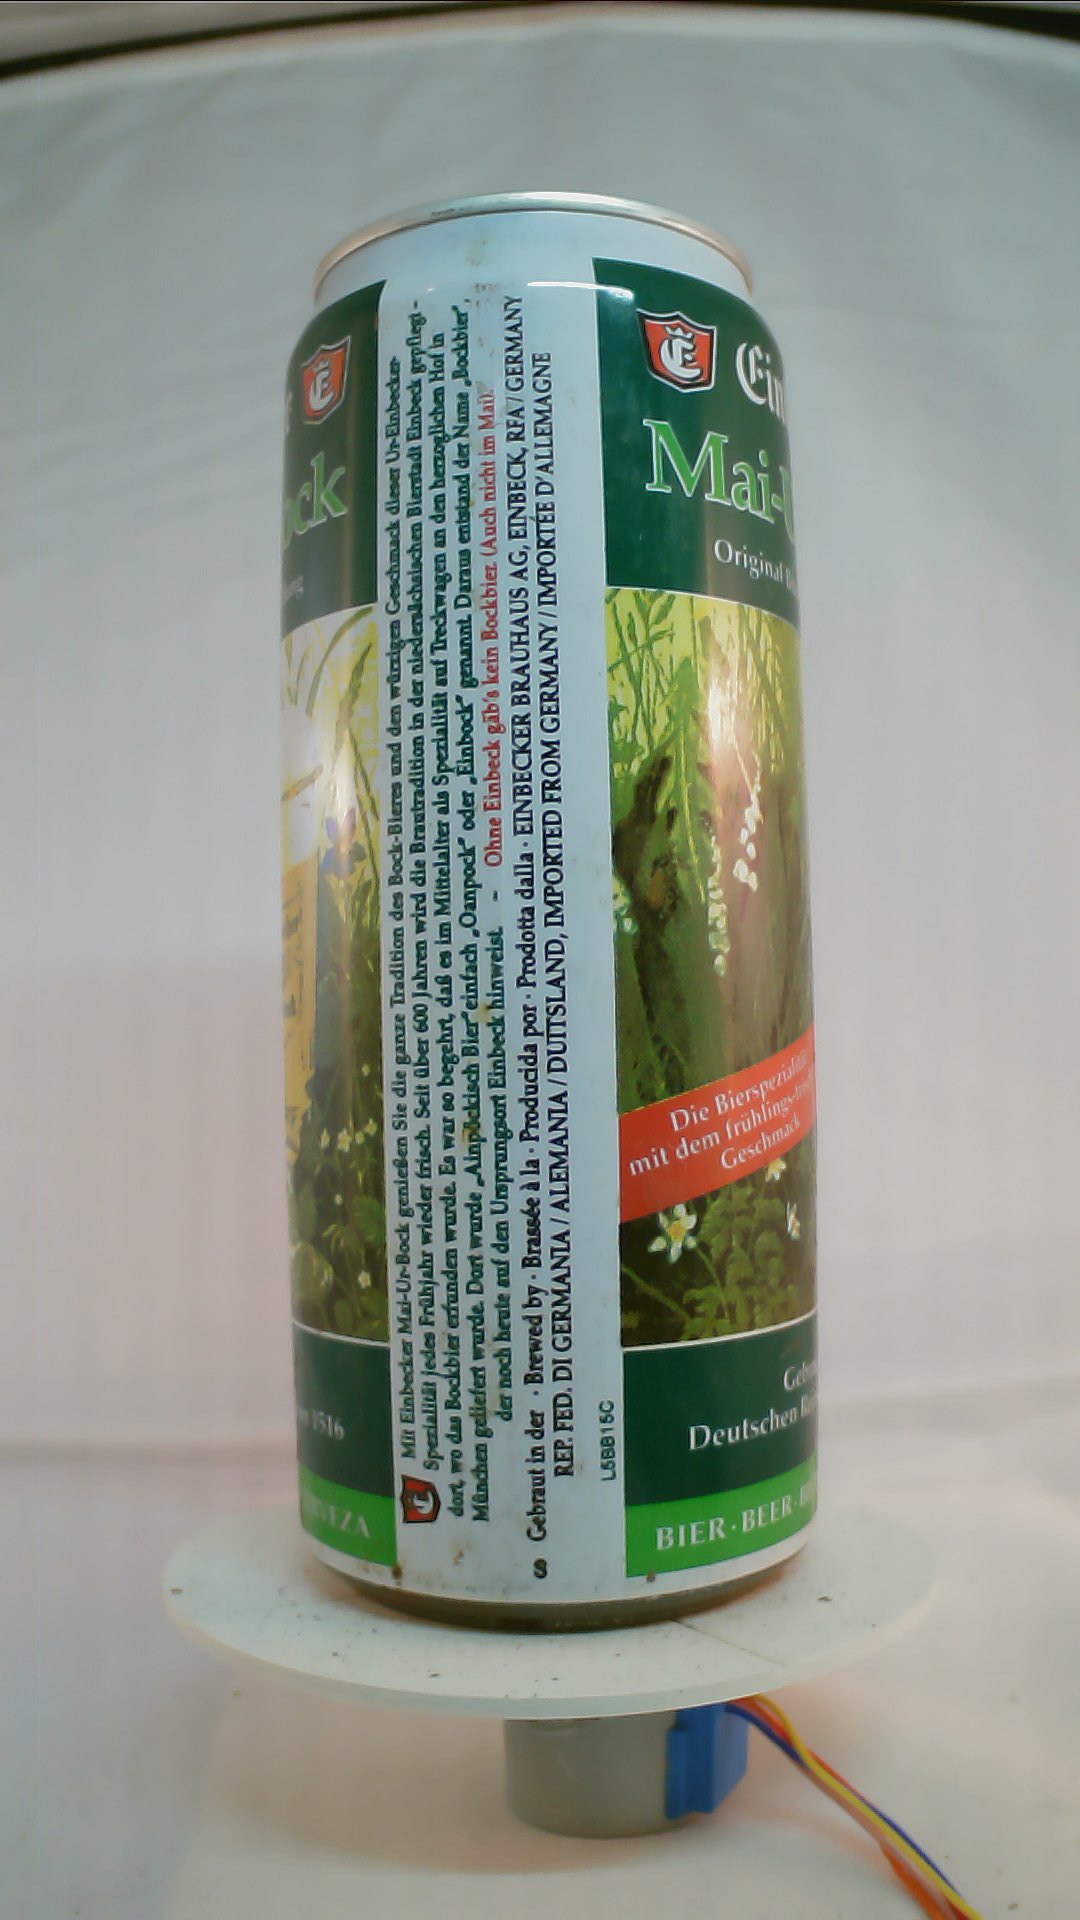 Mit Einbecker Mai-Ur-Bock genießen Sie die ganze Tradition des Bock-Bieres und den würzigen Geschmack dieser Ur-Einbecker-
Spezialität jedes Frühjahr wieder frisch. Seit über 600 Jahren wird die Brautradition in der niedersächsischen Bierstadt Einbeck gepflegt -
dort, wo das Bockbier erfunden wurde. Es war so begehrt, daß es im Mittelalter als Spezialität auf Treckwagen an den herzoglichen Hof in
München geliefert wurde. Dort wurde „Ainpöckisch Bier" einfach „Oanpock" oder „Einbock" genannt. Daraus entstand der Name „Bockbier",
der noch heute auf den Ursprungsort Einbeck hinweist. - Ohne Einbeck gäb's kein Bockbier. (Auch nicht im Mai).
Gebraut in der · Brewed by · Brassée à la · Producida por · Prodotta dalla · EINBECKER BRAUHAUS AG, EINBECK, RFA / GERMANY
REP. FED. DI GERMANIA / ALEMANIA / DUITSLAND, IMPORTED FROM GERMANY / IMPORTÉE D'ALLEMAGNE
L5BB15C
ock
1516
Mai-U
Original
Die Bierspezialität
mit dem frühlings-
Geschmack
Deutschen
BIER · BEER